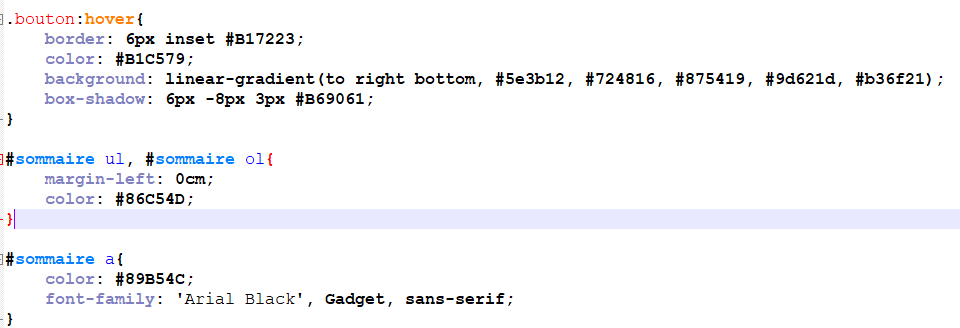 .bouton:hover{
border: 6px inset #B17223;
color: #B1C579;
background: linear-gradient(to right bottom, #5e3b12, #724816, #875419, #9d621d, #b36f21);
box-shadow: 6px -8px 3px #B69061;
}
#sommaire ul, #sommaire ol{
margin-left: 0cm;
color: #86C54D;
}
#sommaire a{
color: #89B54C;
font-family: 'Arial Black', Gadget, sans-serif;
}